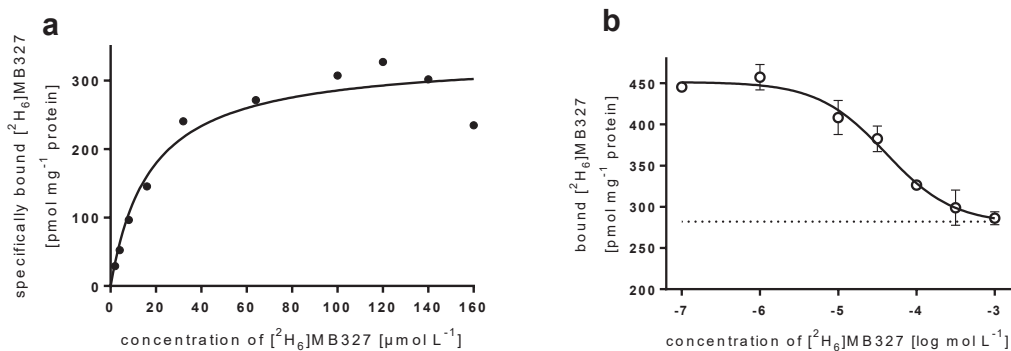 a
specifically bound [²H₆]MB327
[pmol mg⁻¹ protein]
300
200
100
0
0 20 40 60 80 100 120 140 160
concentration of [²H₆]MB327 [µmol L⁻¹]
b
bound [²H₆]MB327
[pmol mg⁻¹ protein]
450
400
350
300
250
200
-7 -6 -5 -4 -3
concentration of [²H₆]MB327 [log mol L⁻¹]